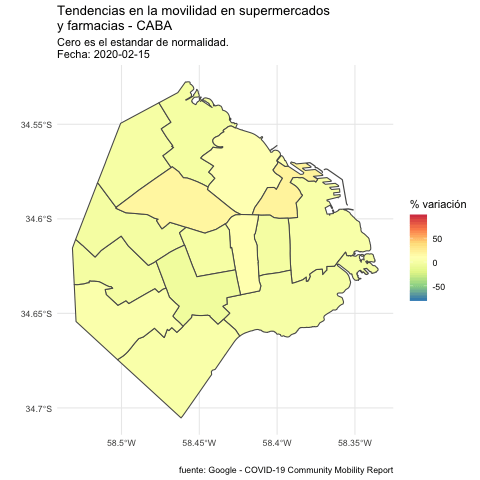 Tendencias en la movilidad en supermercados
y farmacias - CABA
Cero es el estandar de normalidad.
Fecha: 2020-02-15
34.55°S
34.6°S
34.65°S
34.7°S
58.5°W
58.45°W
58.4°W
58.35°W
% variación
50
0
-50
fuente: Google - COVID-19 Community Mobility Report